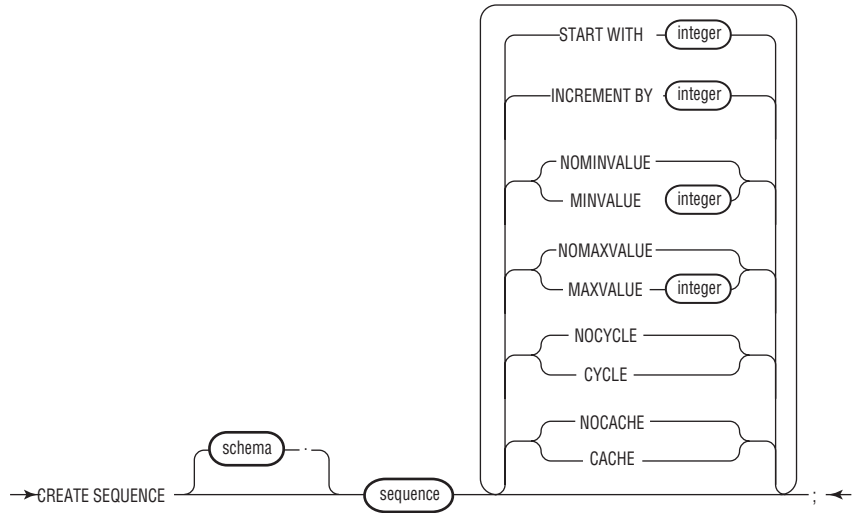 START WITH integer
INCREMENT BY integer
NOMINVALUE
MINVALUE integer
NOMAXVALUE
MAXVALUE integer
NOCYCLE
CYCLE
NOCACHE
CACHE
schema .
CREATE SEQUENCE sequence ;